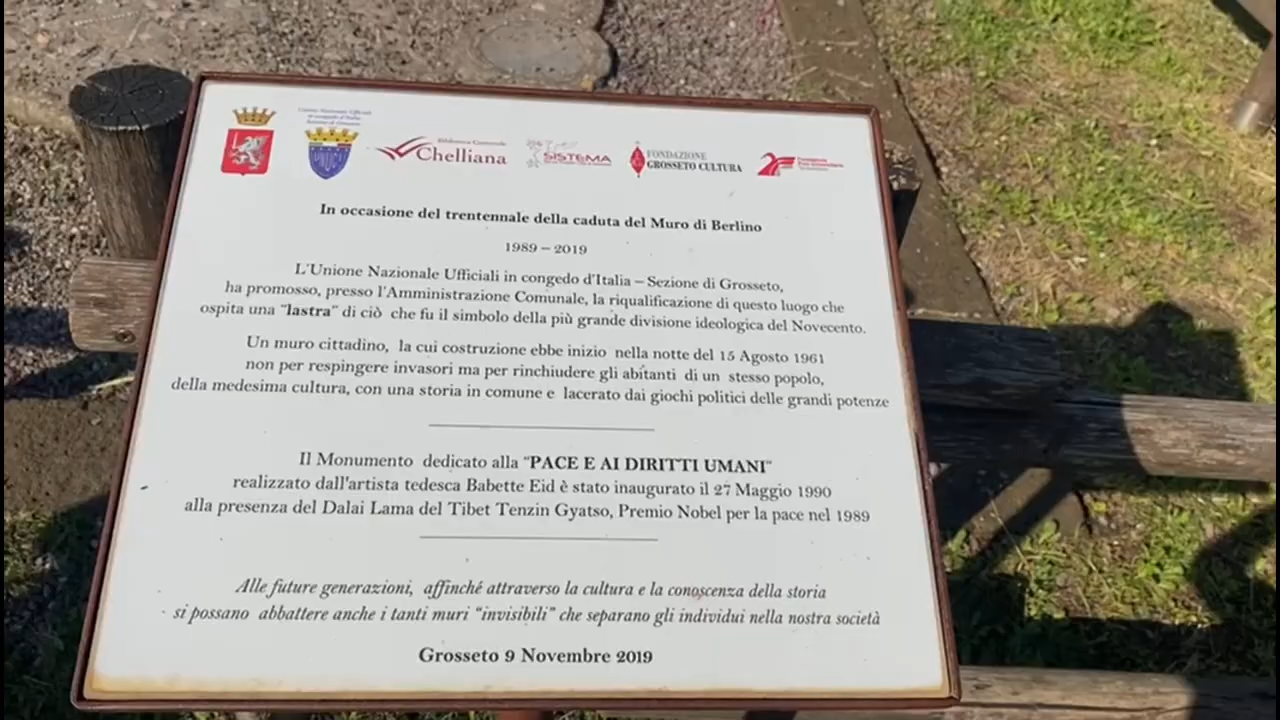 Biblioteca Comunale
Chelliana
SISTEMA
FONDAZIONE
GROSSETO CULTURA
In occasione del trentennale della caduta del Muro di Berlino
1989 – 2019
L'Unione Nazionale Ufficiali in congedo d'Italia – Sezione di Grosseto,
ha promosso, presso l'Amministrazione Comunale, la riqualificazione di questo luogo che
ospita una "lastra" di ciò che fu il simbolo della più grande divisione ideologica del Novecento.
Un muro cittadino, la cui costruzione ebbe inizio nella notte del 15 Agosto 1961
non per respingere invasori ma per rinchiudere gli abitanti di un stesso popolo,
della medesima cultura, con una storia in comune e lacerato dai giochi politici delle grandi potenze
Il Monumento dedicato alla "PACE E AI DIRITTI UMANI"
realizzato dall'artista tedesca Babette Eid è stato inaugurato il 27 Maggio 1990
alla presenza del Dalai Lama del Tibet Tenzin Gyatso, Premio Nobel per la pace nel 1989
Alle future generazioni, affinché attraverso la cultura e la conoscenza della storia
si possano abbattere anche i tanti muri "invisibili" che separano gli individui nella nostra società
Grosseto 9 Novembre 2019